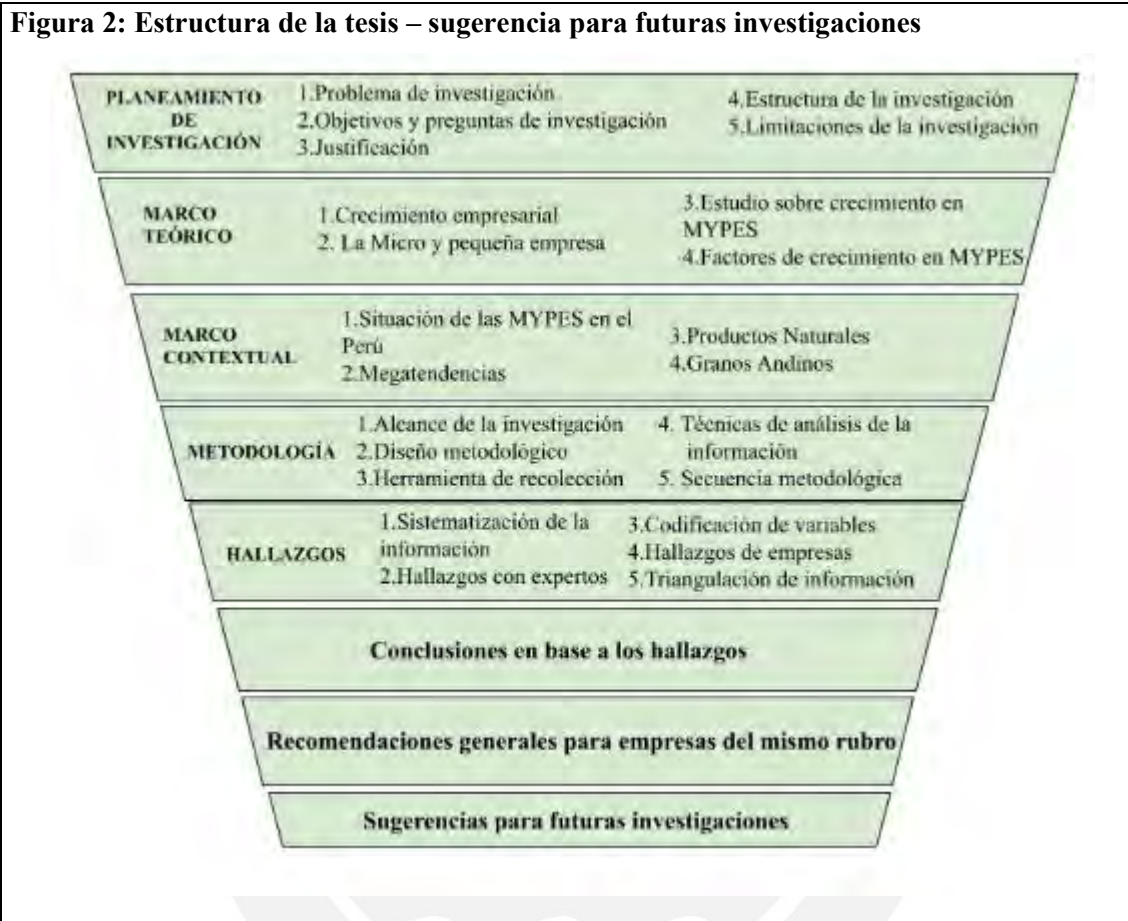 Figura 2: Estructura de la tesis – sugerencia para futuras investigaciones
PLANEAMIENTO
DE
INVESTIGACIÓN
1.Problema de investigación
2.Objetivos y preguntas de investigación
3.Justificación
4.Estructura de la investigación
5.Limitaciones de la investigación
MARCO
TEÓRICO
1.Crecimiento empresarial
2. La Micro y pequeña empresa
3.Estudio sobre crecimiento en
MYPES
4.Factores de crecimiento en MYPES
MARCO
CONTEXTUAL
1.Situación de las MYPES en el
Perú
2.Megatendencias
3.Productos Naturales
4.Granos Andinos
METODOLOGÍA
1.Alcance de la investigación
2.Diseño metodológico
3.Herramienta de recolección
4. Técnicas de análisis de la
información
5. Secuencia metodológica
HALLAZGOS
1.Sistematización de la
información
2.Hallazgos con expertos
3.Codificación de variables
4.Hallazgos de empresas
5.Triangulación de información
Conclusiones en base a los hallazgos
Recomendaciones generales para empresas del mismo rubro
Sugerencias para futuras investigaciones